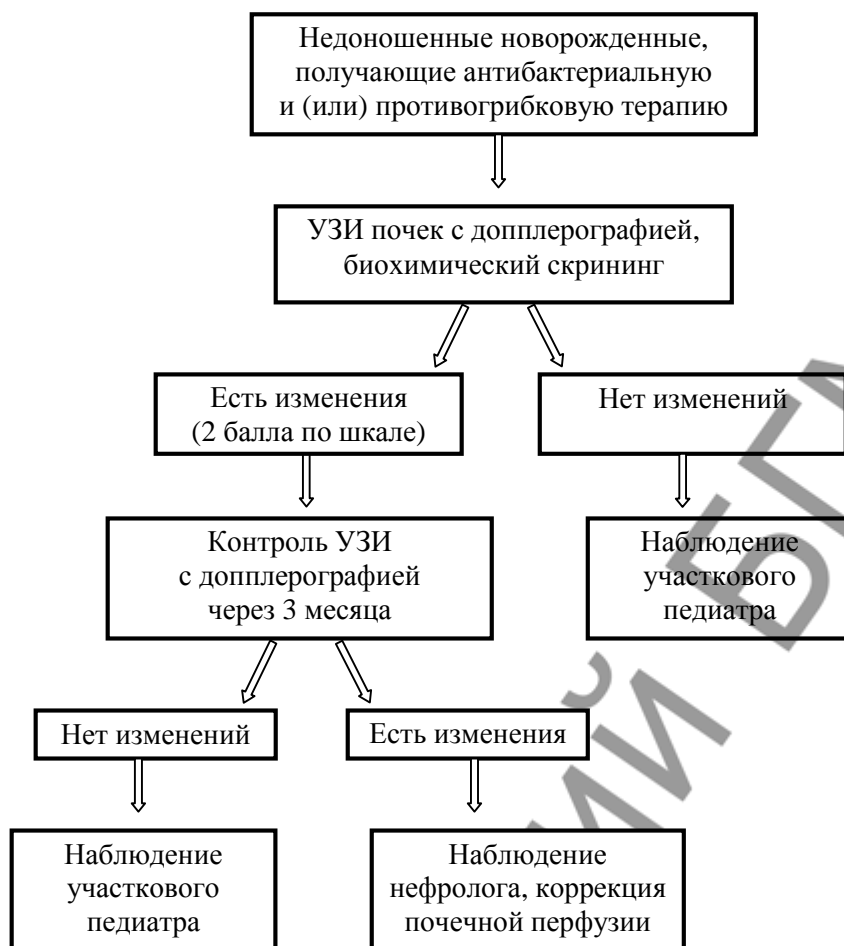 Недоношенные новорожденные,
получающие антибактериальную
и (или) противогрибковую терапию
УЗИ почек с допплерографией,
биохимический скрининг
Есть изменения
(2 балла по шкале)
Нет изменений
Контроль УЗИ
с допплерографией
через 3 месяца
Наблюдение
участкового
педиатра
Нет изменений
Есть изменения
Наблюдение
участкового
педиатра
Наблюдение
нефролога, коррекция
почечной перфузии